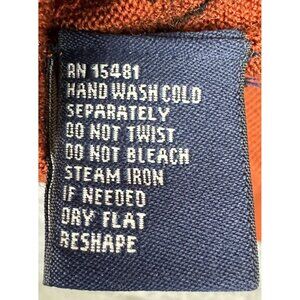 RN 15481
HAND WASH COLD
SEPARATELY
DO NOT TWIST
DO NOT BLEACH
STEAM IRON
IF NEEDED
DRY FLAT
RESHAPE